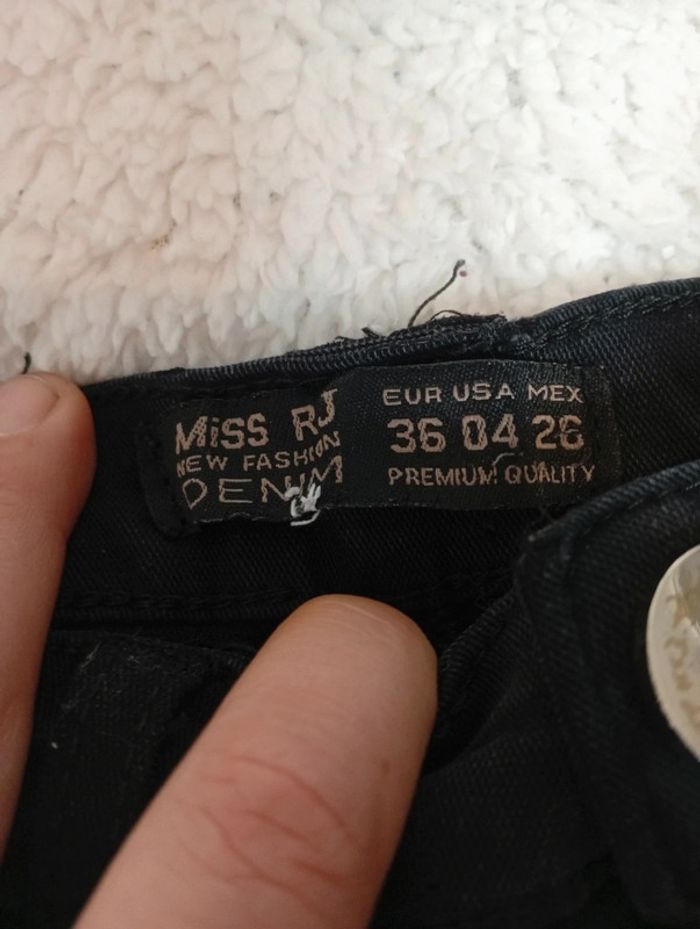 MiSS RJ
NEW FASHION
DENIM
EUR USA MEX
36 04 26
PREMIUM QUALITY